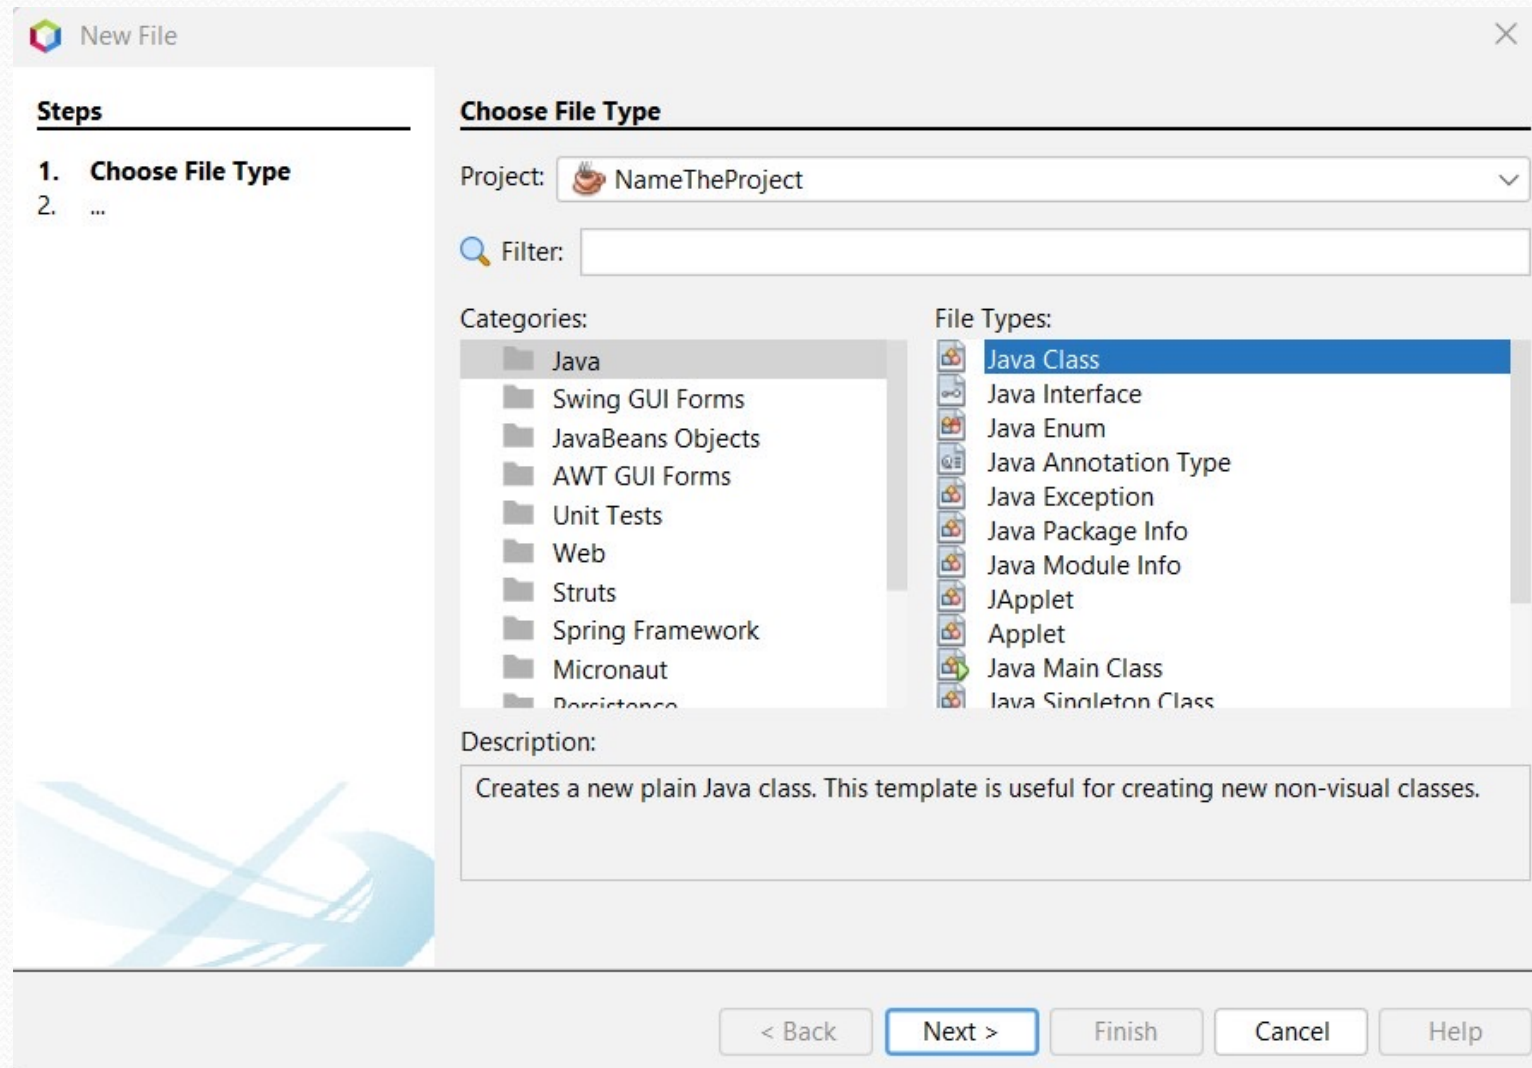 New File
Steps
1. Choose File Type
2. ...
Choose File Type
Project: NameTheProject
Filter:
Categories:
Java
Swing GUI Forms
JavaBeans Objects
AWT GUI Forms
Unit Tests
Web
Struts
Spring Framework
Micronaut
Persistence
File Types:
Java Class
Java Interface
Java Enum
Java Annotation Type
Java Exception
Java Package Info
Java Module Info
JApplet
Applet
Java Main Class
Java Singleton Class
Description:
Creates a new plain Java class. This template is useful for creating new non-visual classes.
< Back
Next >
Finish
Cancel
Help